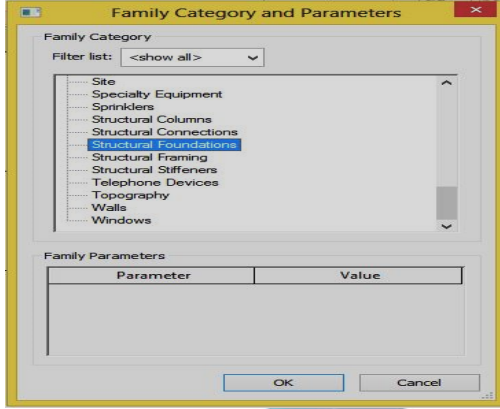 Family Category and Parameters
Family Category
Filter list: <show all>
Site
Specialty Equipment
Sprinklers
Structural Columns
Structural Connections
Structural Foundations
Structural Framing
Structural Stiffeners
Telephone Devices
Topography
Walls
Windows
Family Parameters
Parameter Value
OK Cancel